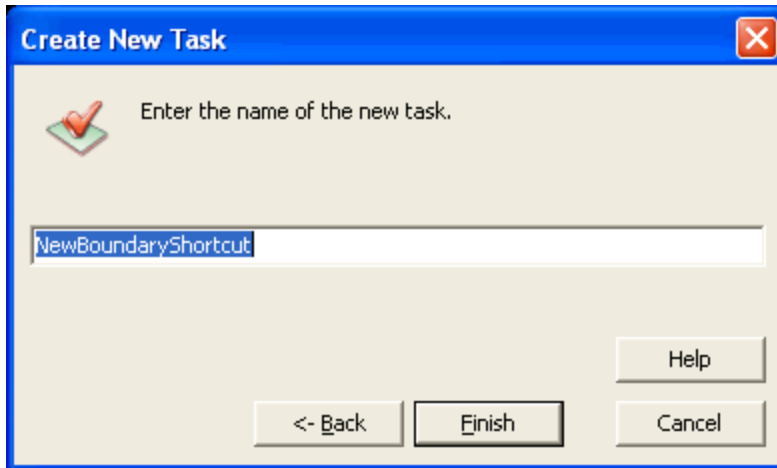 Create New Task
Enter the name of the new task.
NewBoundaryShortcut
Help
<- Back
Finish
Cancel